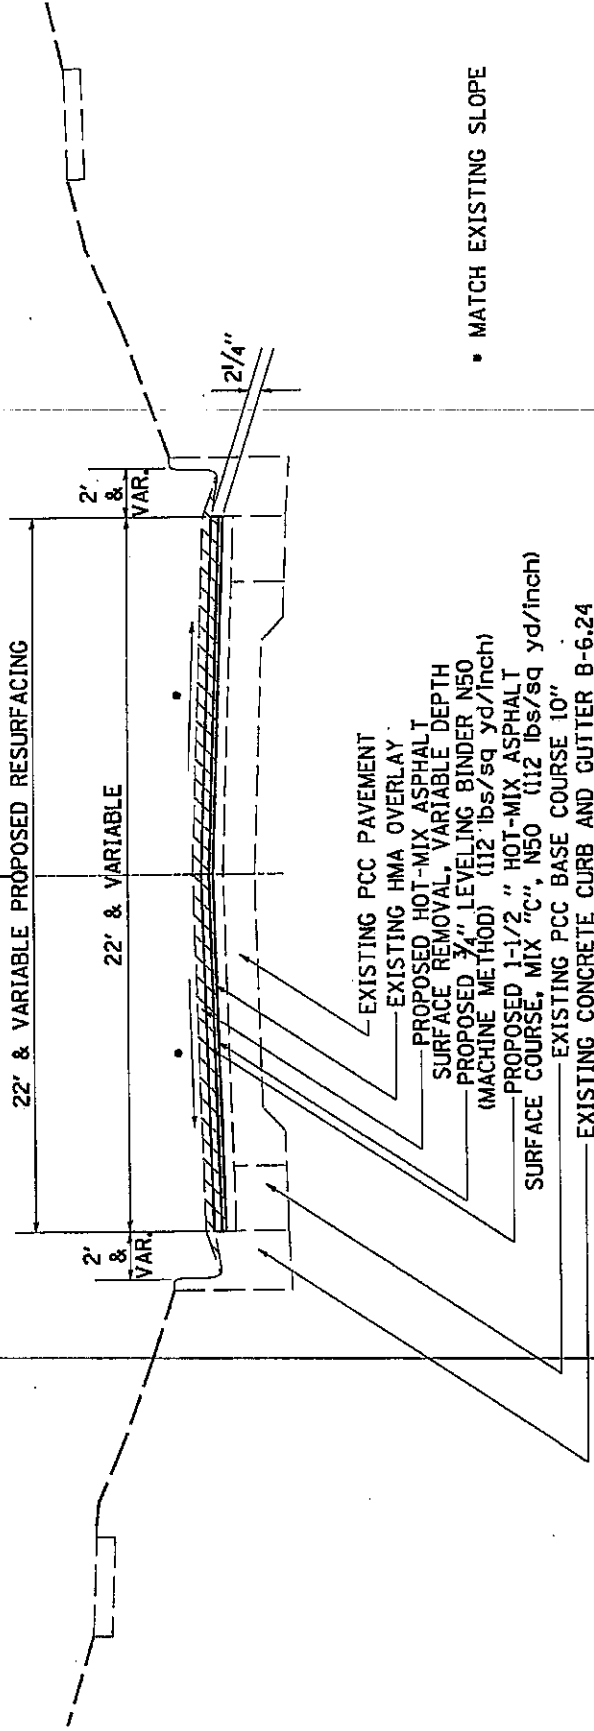 22' & VARIABLE PROPOSED RESURFACING
22' & VARIABLE
2'
&
VAR.
2'
&
VAR.
2 1/4"
EXISTING PCC PAVEMENT
EXISTING HMA OVERLAY
PROPOSED HOT-MIX ASPHALT
SURFACE REMOVAL, VARIABLE DEPTH
PROPOSED 3/4" LEVELING BINDER N50
(MACHINE METHOD) (112 lbs/sq yd/inch)
PROPOSED 1-1/2 " HOT-MIX ASPHALT
SURFACE COURSE, MIX "C", N50 (112 lbs/sq yd/inch)
EXISTING PCC BASE COURSE 10"
EXISTING CONCRETE CURB AND GUTTER B-6.24
• MATCH EXISTING SLOPE